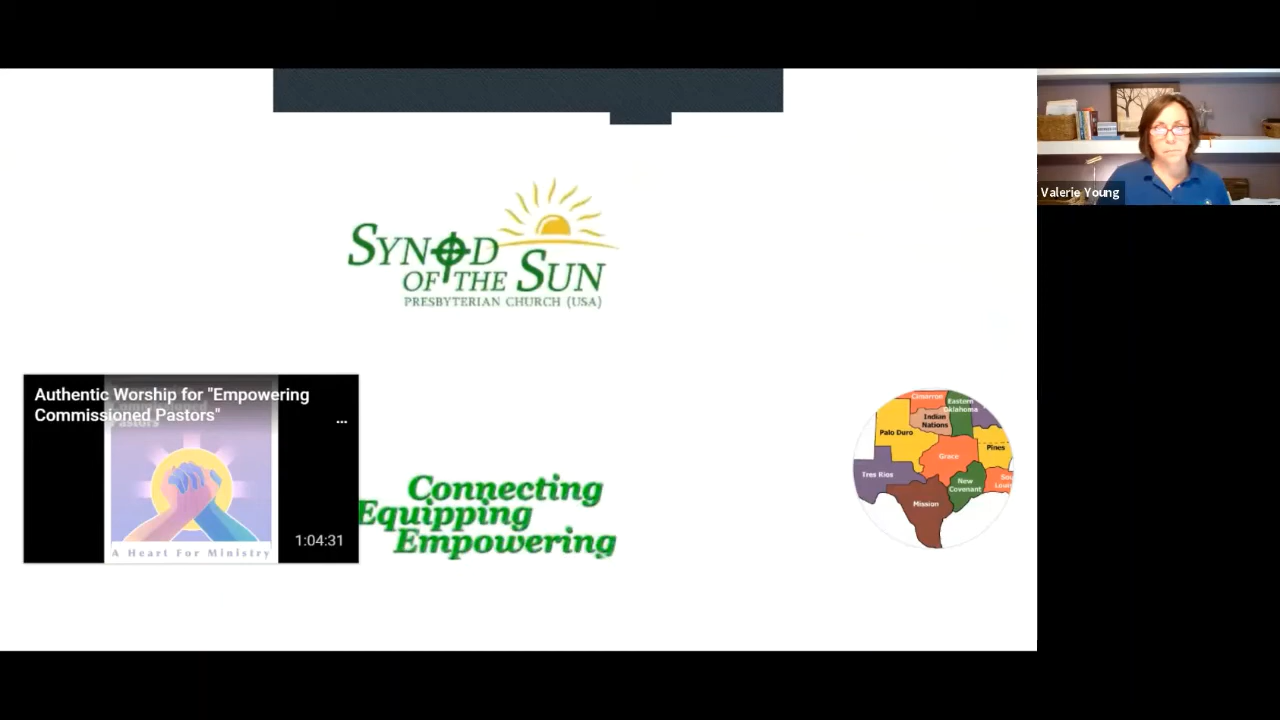 Valerie Young
SYNOD
OF THE SUN
PRESBYTERIAN CHURCH (USA)
Authentic Worship for "Empowering
Commissioned Pastors"
...
Pastors
1:04:31
A Heart For Ministry
Connecting
Equipping
Empowering
Cimarron
Eastern
Oklahoma
Indian
Nations
Palo Duro
Pines
Grace
Tres Rios
New
Covenant
Mission